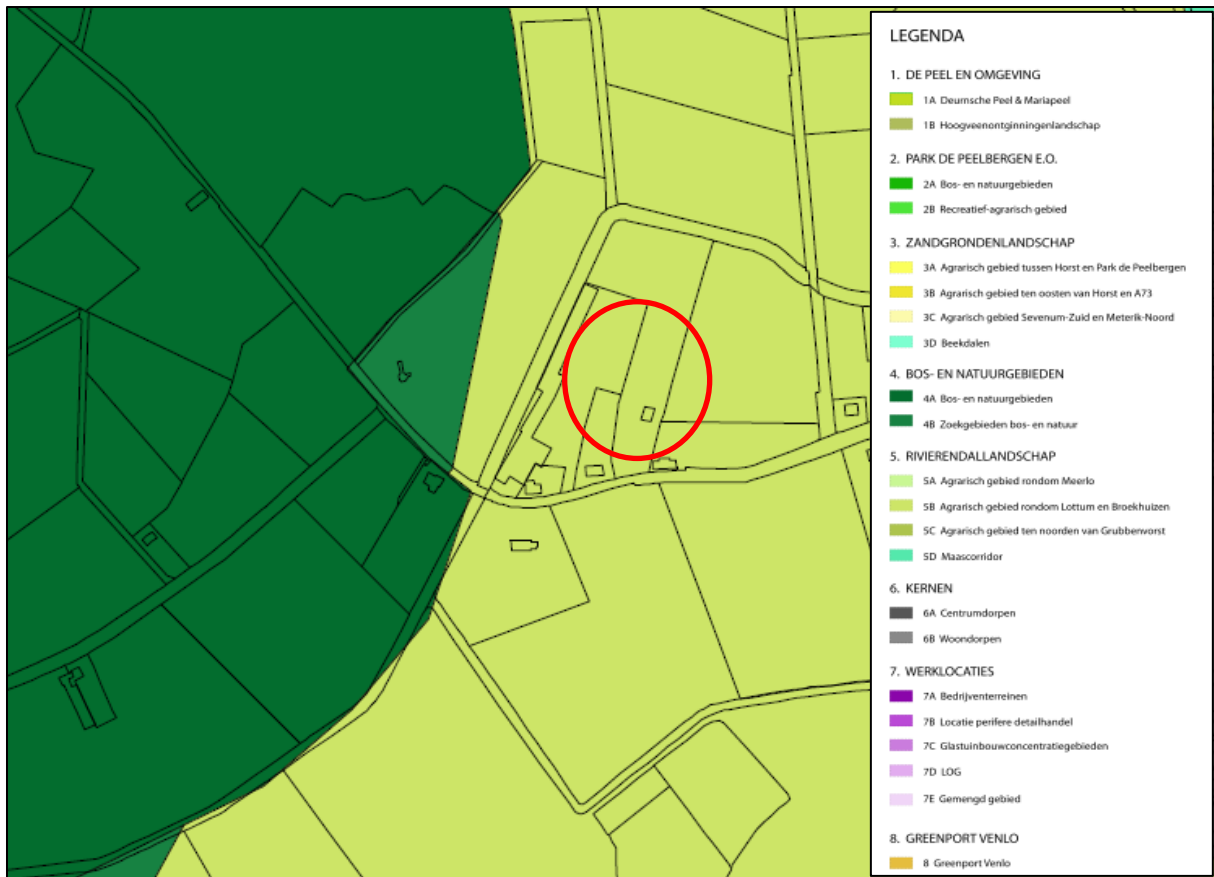 LEGENDA
1. DE PEEL EN OMGEVING
1A Deurnsche Peel & Mariapeel
1B Hoogveenontginningenlandschap
2. PARK DE PEELBERGEN E.O.
2A Bos- en natuurgebieden
2B Recreatief-agrarisch gebied
3. ZANDGRONDENLANDSCHAP
3A Agrarisch gebied tussen Horst en Park de Peelbergen
3B Agrarisch gebied ten oosten van Horst en A73
3C Agrarisch gebied Sevenum-Zuid en Meterik-Noord
3D Beekdalen
4. BOS- EN NATUURGEBIEDEN
4A Bos- en natuurgebieden
4B Zoekgebieden bos- en natuur
5. RIVIERENDALLANDSCHAP
5A Agrarisch gebied rondom Meerlo
5B Agrarisch gebied rondom Lottum en Broekhuizen
5C Agrarisch gebied ten noorden van Grubbenvorst
5D Maascorridor
6. KERNEN
6A Centrumdorpen
6B Woondorpen
7. WERKLOCATIES
7A Bedrijventerreinen
7B Locatie perifere detailhandel
7C Glastuinbouwconcentratiegebieden
7D LOG
7E Gemengd gebied
8. GREENPORT VENLO
8 Greenport Venlo